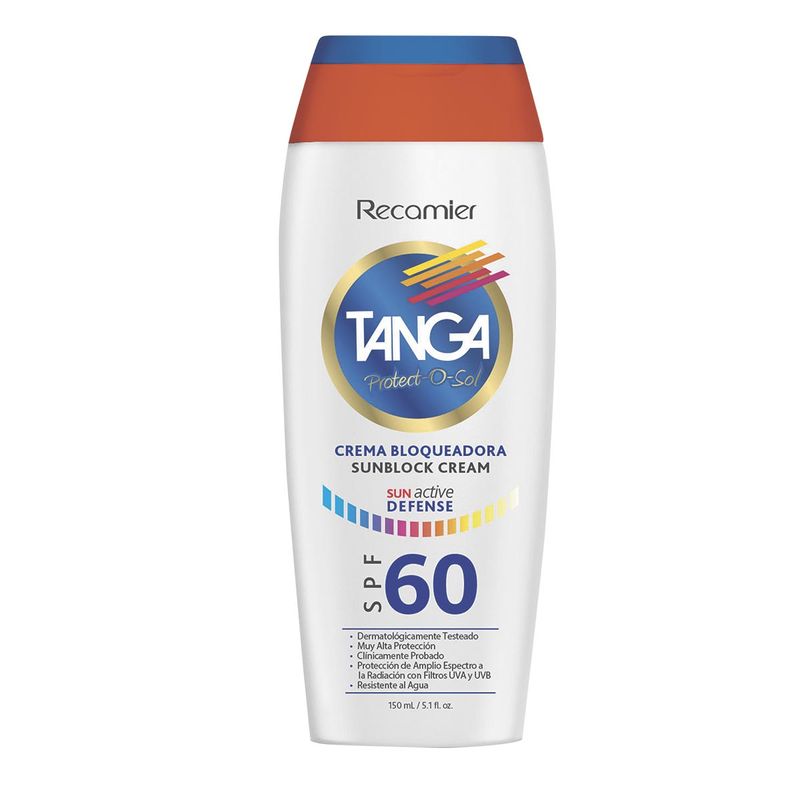 Recamier
TANGA
Protect-O-Sol
CREMA BLOQUEADORA
SUNBLOCK CREAM
SUN active
DEFENSE
SPF 60
• Dermatológicamente Testeado
• Muy Alta Protección
• Clínicamente Probado
• Protección de Amplio Espectro a
la Radiación con Filtros UVA y UVB
• Resistente al Agua
150 mL / 5.1 fl. oz.